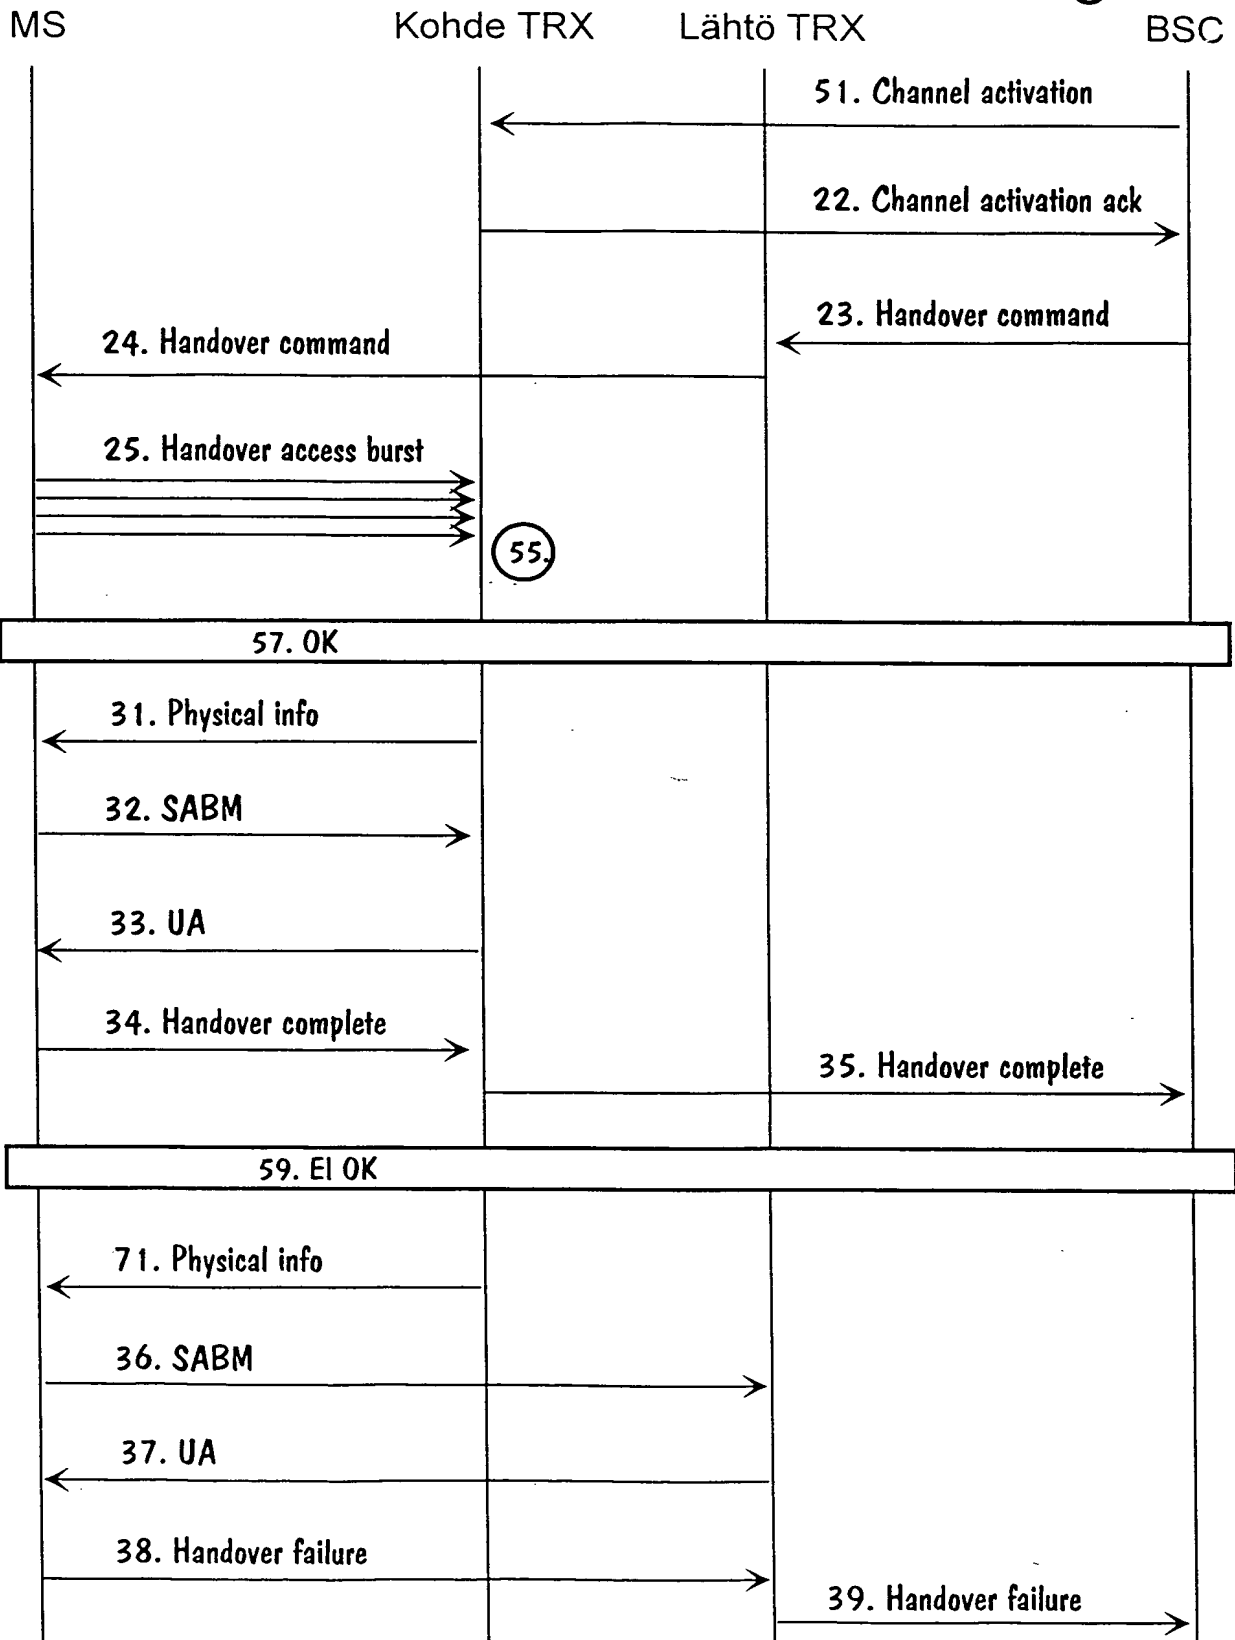 MS Kohde TRX Lähtö TRX BSC
51. Channel activation
22. Channel activation ack
23. Handover command
24. Handover command
25. Handover access burst
55.
57. OK
31. Physical info
32. SABM
33. UA
34. Handover complete
35. Handover complete
59. EI OK
71. Physical info
36. SABM
37. UA
38. Handover failure
39. Handover failure